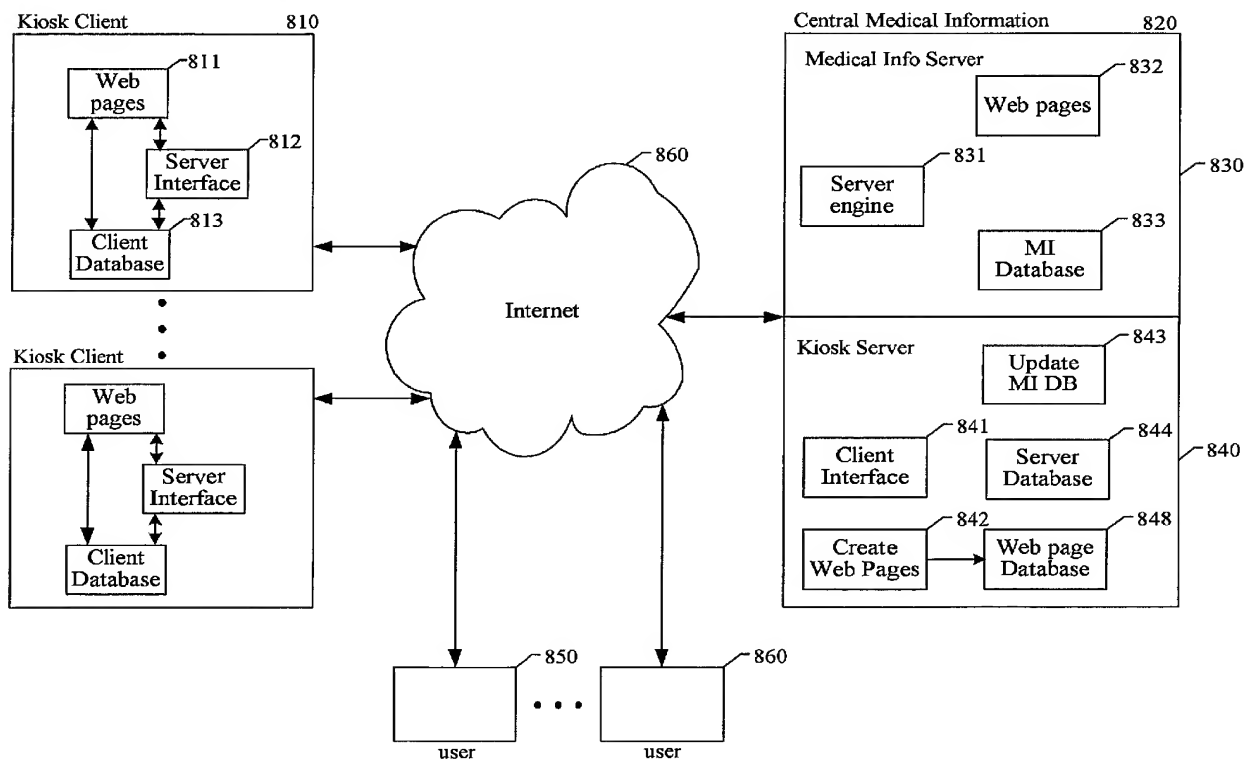 Kiosk Client 810
811
Web
pages
812
Server
Interface
813
Client
Database
Kiosk Client
Web
pages
Server
Interface
Client
Database
860
Internet
850
user
860
user
Central Medical Information 820
Medical Info Server
832
Web pages
831
Server
engine
830
833
MI
Database
Kiosk Server
843
Update
MI DB
841
Client
Interface
844
Server
Database
840
842
Create
Web Pages
848
Web page
Database